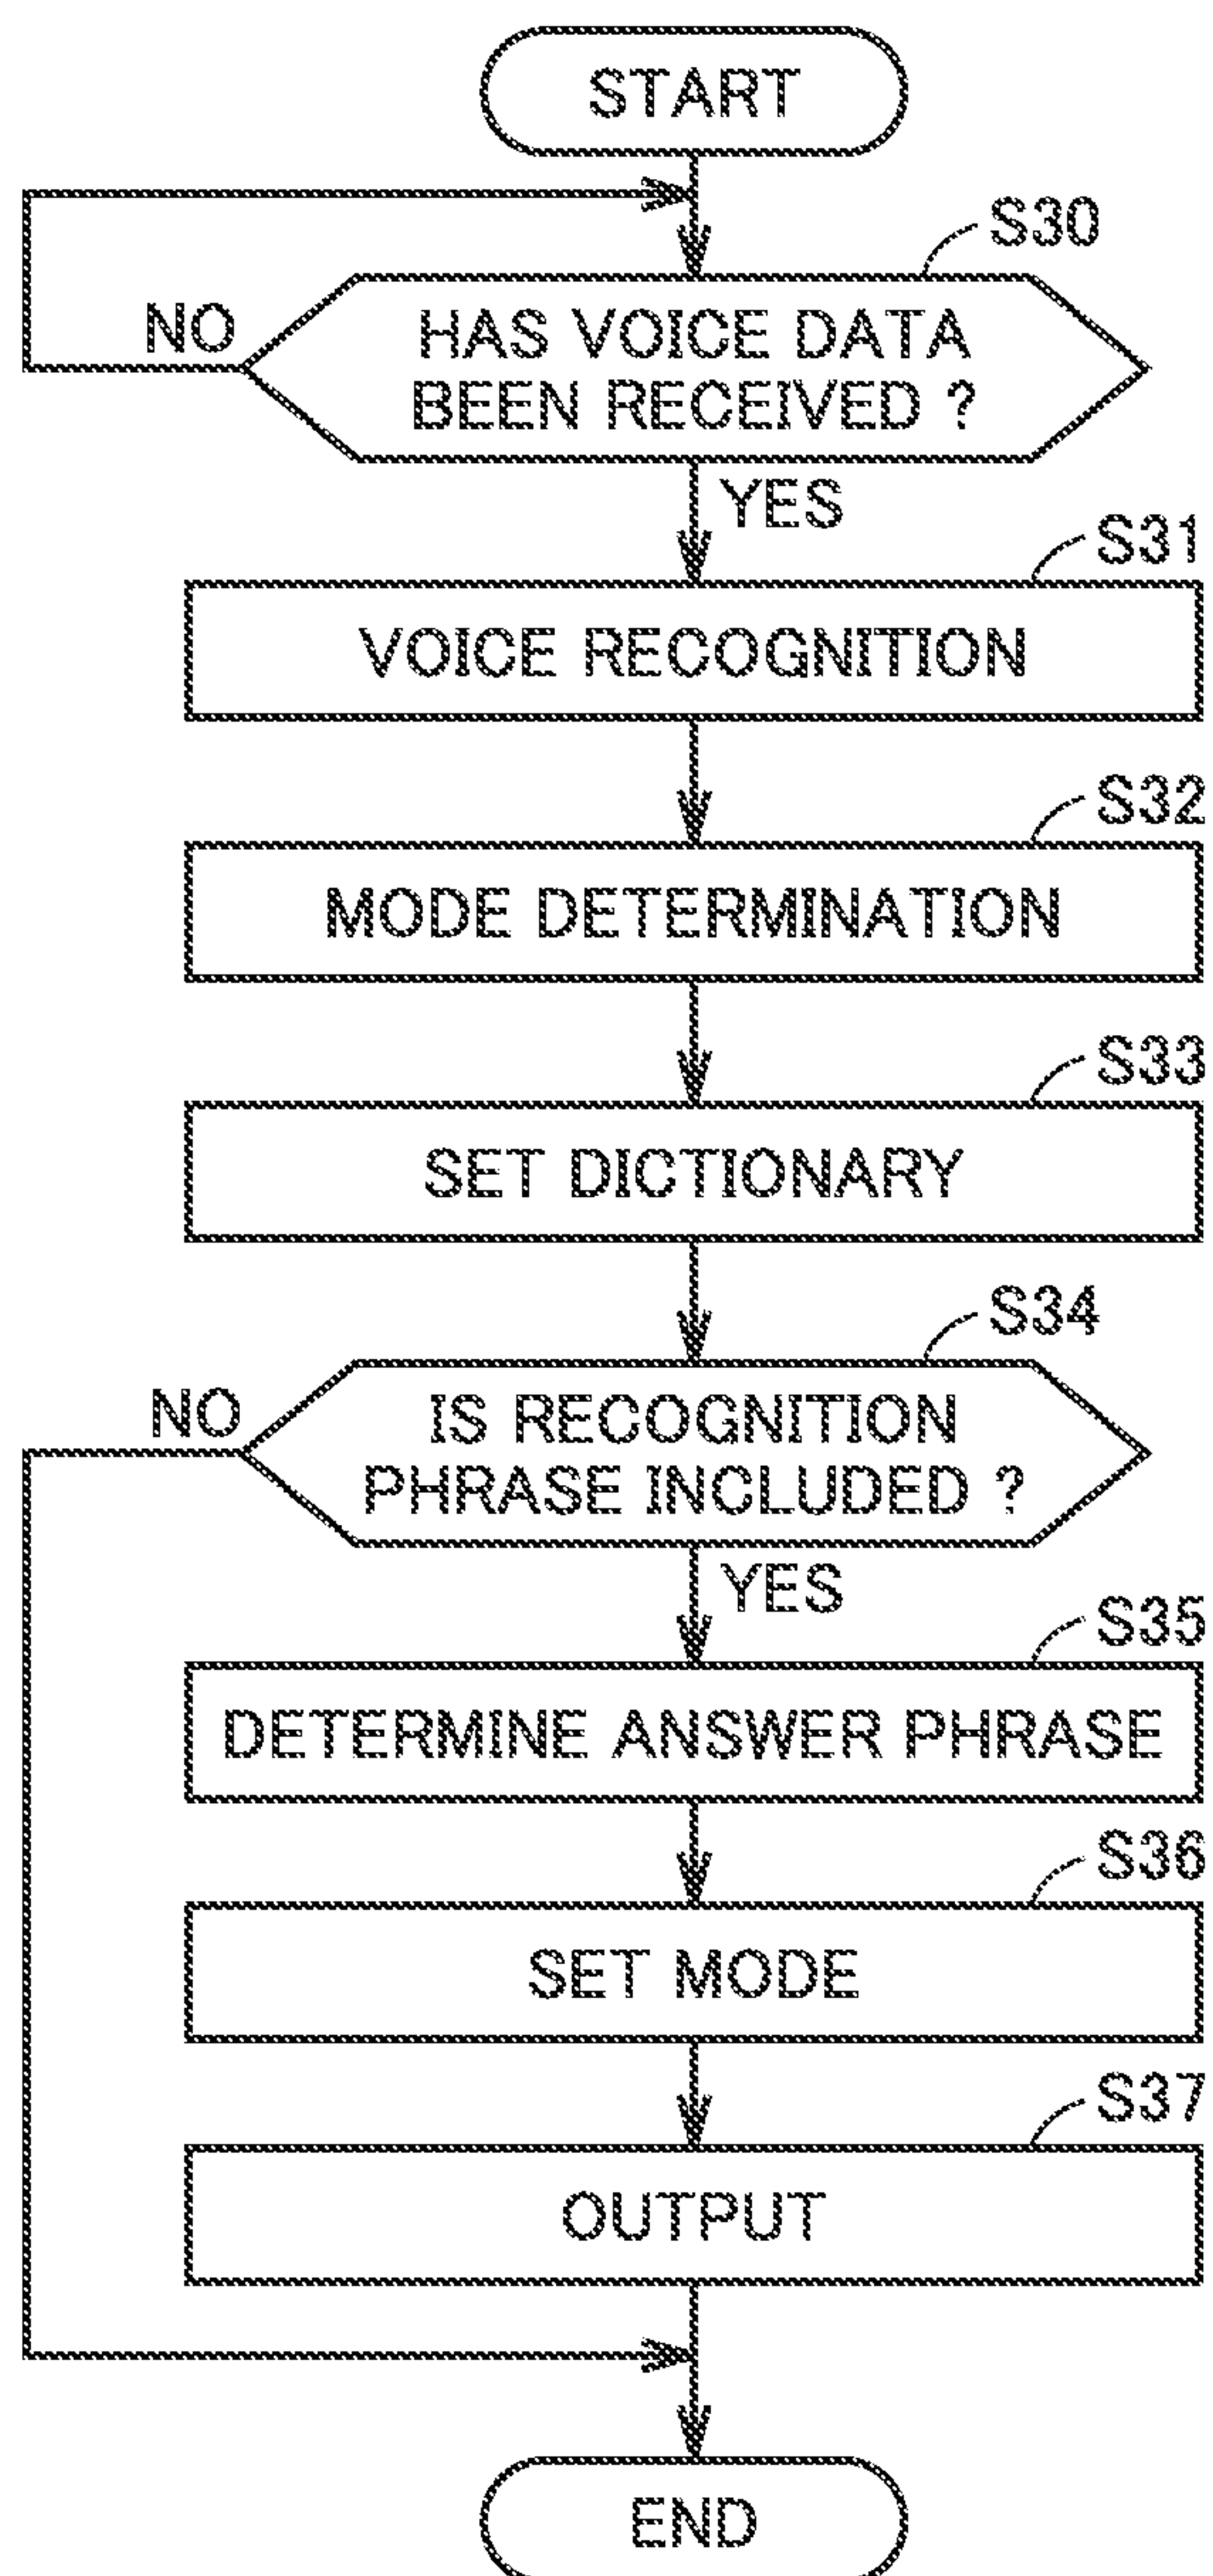 START
S30
NO
HAS VOICE DATA
BEEN RECEIVED ?
YES
S31
VOICE RECOGNITION
S32
MODE DETERMINATION
S33
SET DICTIONARY
S34
NO
IS RECOGNITION
PHRASE INCLUDED ?
YES
S35
DETERMINE ANSWER PHRASE
S36
SET MODE
S37
OUTPUT
END